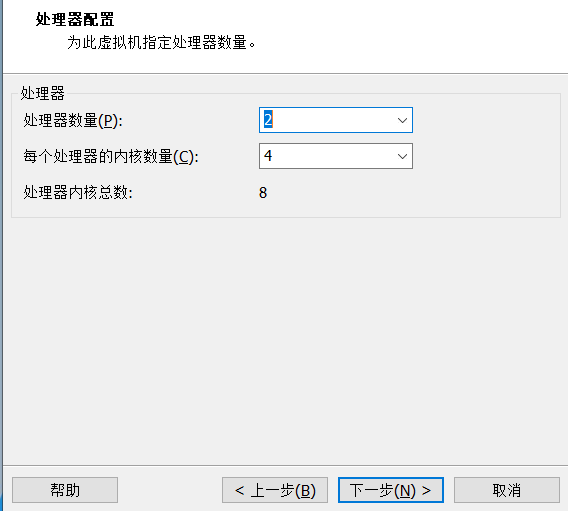 处理器配置
为此虚拟机指定处理器数量。
处理器
处理器数量(P): 2
每个处理器的内核数量(C): 4
处理器内核总数: 8
帮助 < 上一步(B) 下一步(N) > 取消